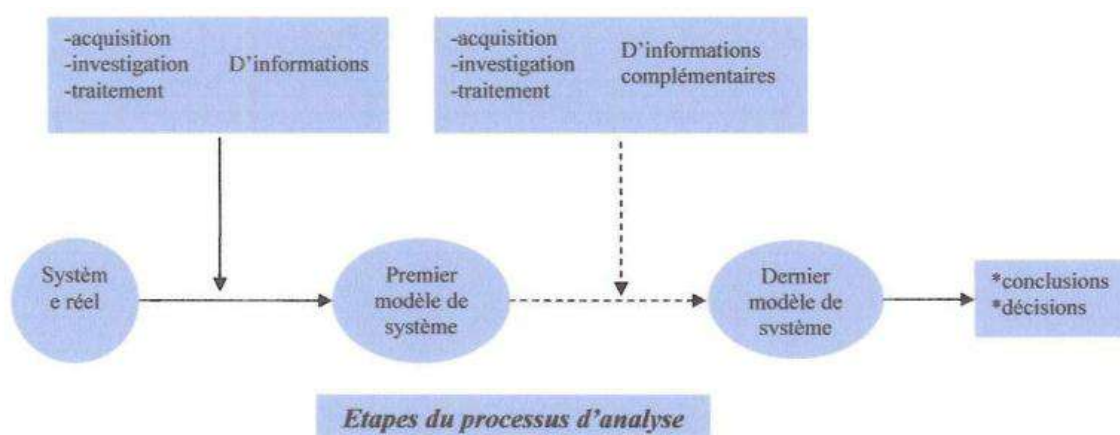 -acquisition
-investigation D'informations
-traitement
-acquisition
-investigation
-traitement
D'informations
complémentaires
Systèm
e réel
Premier
modèle de
système
Dernier
modèle de
svstème
*conclusions
*décisions
Etapes du processus d'analyse